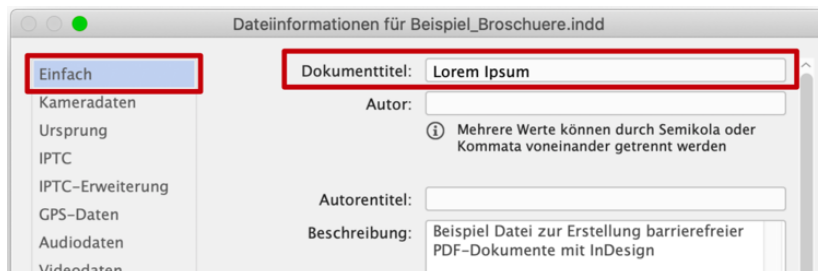 Dateiinformationen für Beispiel_Broschuere.indd
Einfach
Kameradaten
Ursprung
IPTC
IPTC-Erweiterung
GPS-Daten
Audiodaten
Videodaten
Dokumenttitel: Lorem Ipsum
Autor:
Mehrere Werte können durch Semikola oder
Kommata voneinander getrennt werden
Autorentitel:
Beschreibung: Beispiel Datei zur Erstellung barrierefreier
PDF-Dokumente mit InDesign